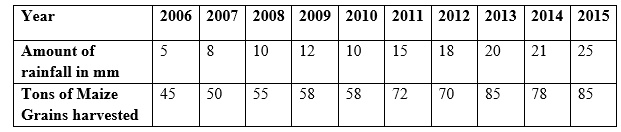 Year 2006 2007 2008 2009 2010 2011 2012 2013 2014 2015
Amount of rainfall in mm 5 8 10 12 10 15 18 20 21 25
Tons of Maize Grains harvested 45 50 55 58 58 72 70 85 78 85